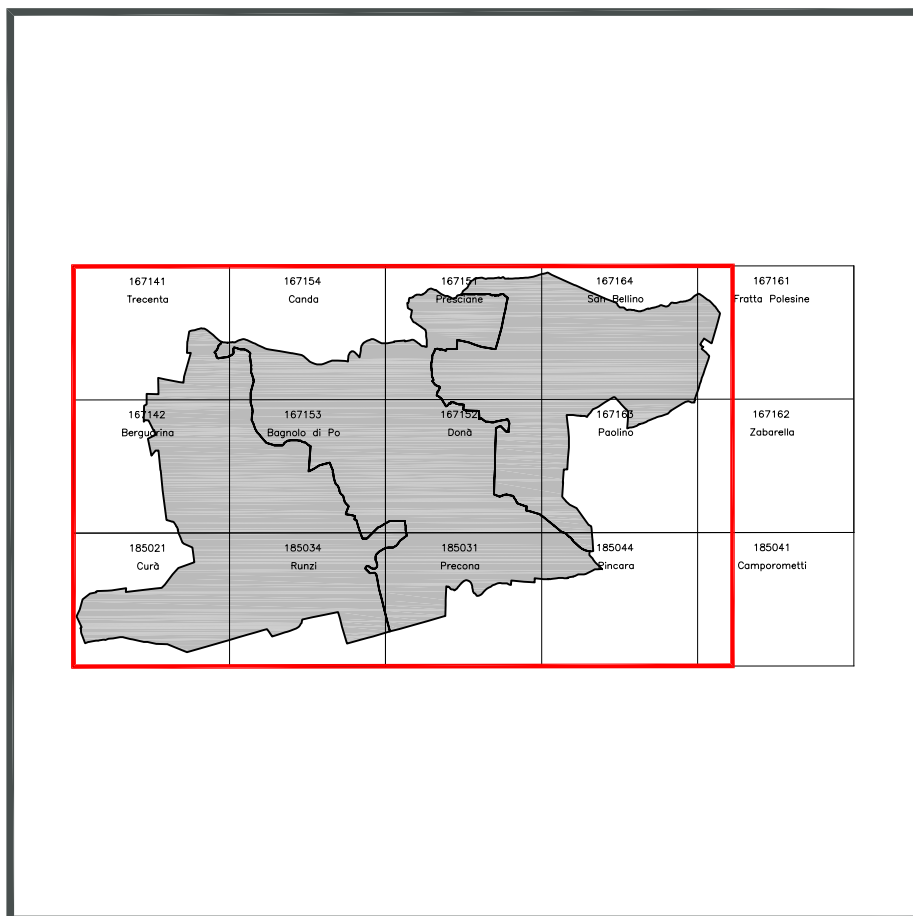 167141
Trecenta
167154
Canda
167151
Presciane
167164
San Bellino
167161
Fratta Polesine
167142
Berguarina
167153
Bagnolo di Po
167152
Donà
167163
Paolino
167162
Zabarella
185021
Curà
185034
Runzi
185031
Precona
185044
Pincara
185041
Camporometti